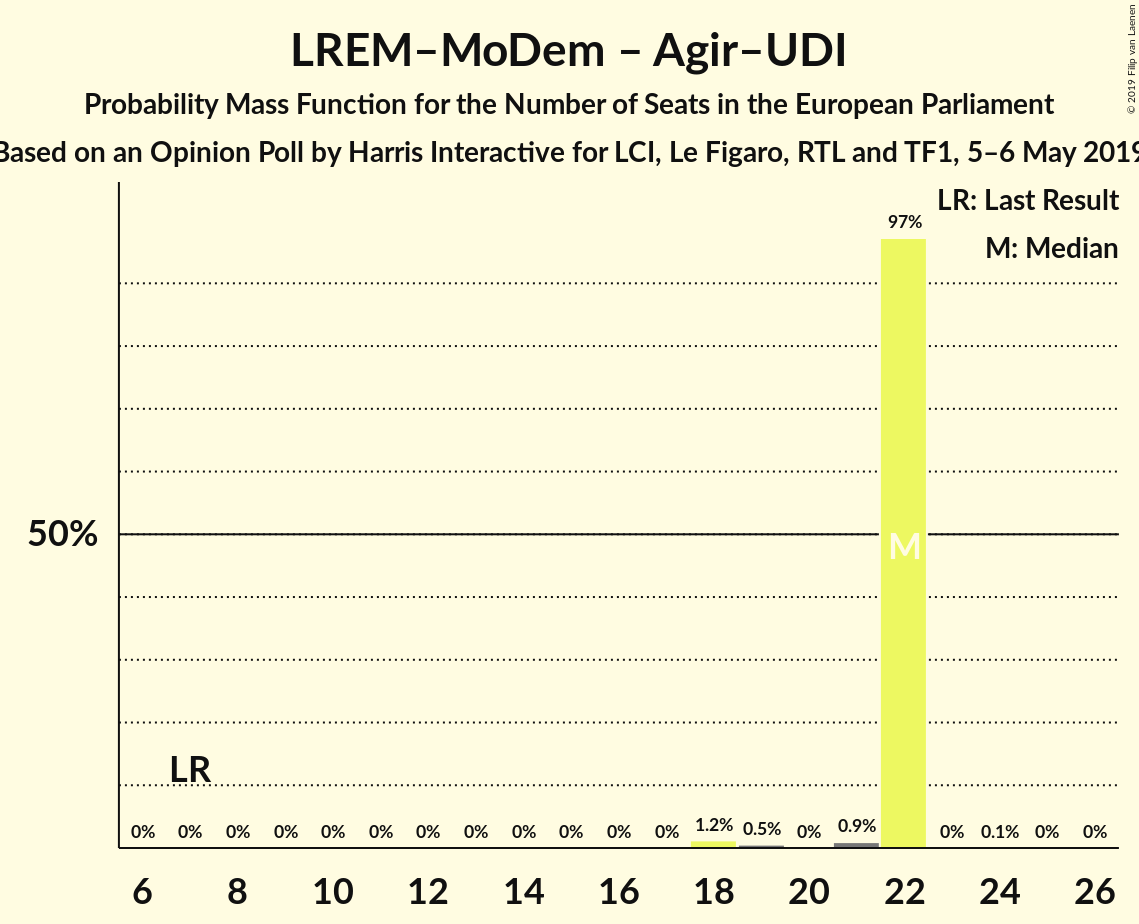 LREM–MoDem – Agir–UDI
Probability Mass Function for the Number of Seats in the European Parliament
Based on an Opinion Poll by Harris Interactive for LCI, Le Figaro, RTL and TF1, 5–6 May 2019
© 2019 Filip van Laenen
LR: Last Result
M: Median
97%
50%
M
LR
0% 0% 0% 0% 0% 0% 0% 0% 0% 0% 0% 0% 1.2% 0.5% 0% 0.9% 0% 0.1% 0% 0%
6 8 10 12 14 16 18 20 22 24 26